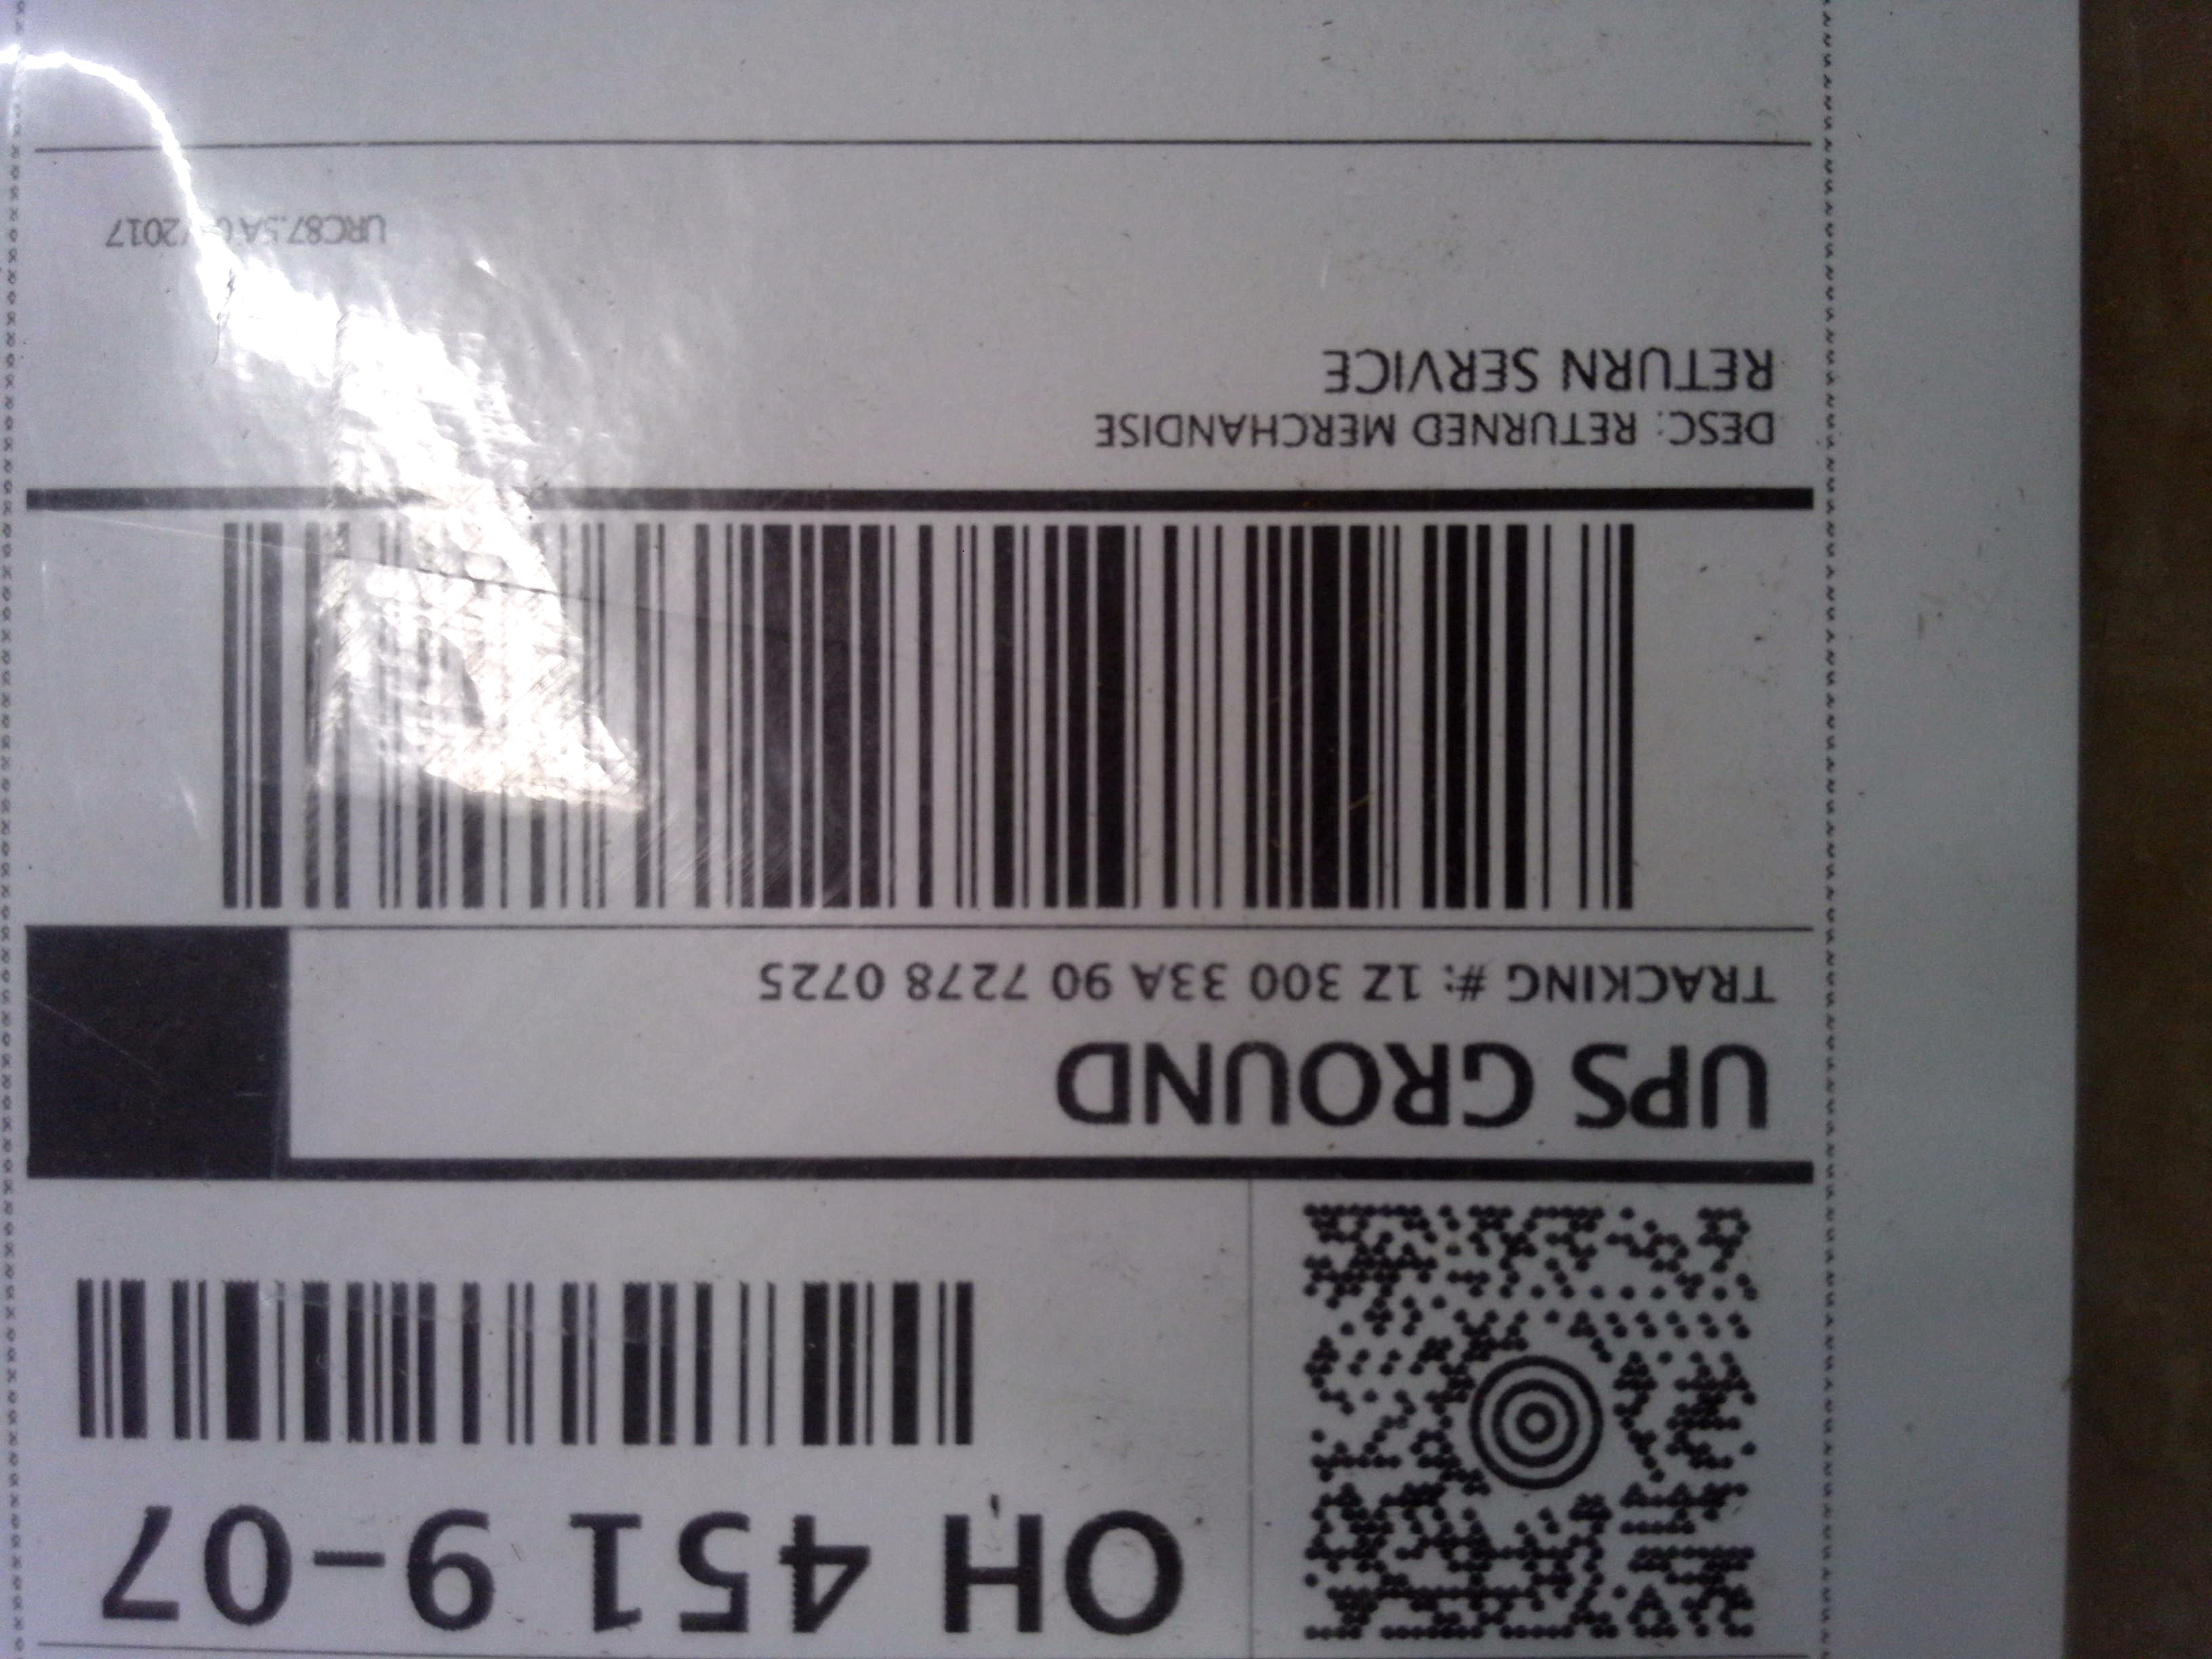 OH 451 9-07
UPS GROUND
TRACKING #: 1Z 300 33A 90 7278 0725
DESC: RETURNED MERCHANDISE
RETURN SERVICE